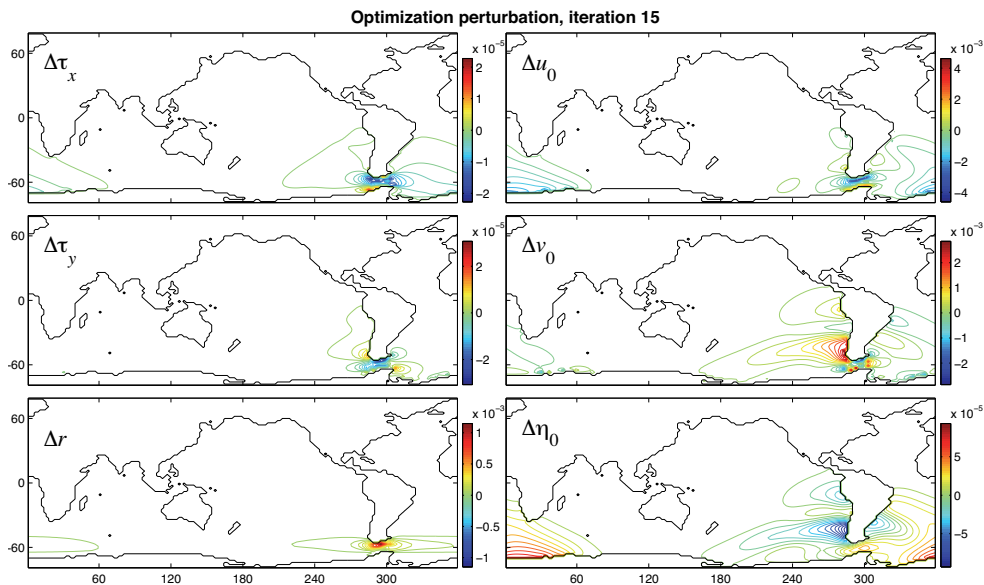 Optimization perturbation, iteration 15
Δτx
x 10⁻⁵
60
0
-60
2
1
0
-1
-2
Δu0
x 10⁻³
4
2
0
-2
-4
Δτy
x 10⁻⁵
60
0
-60
2
0
-2
Δv0
x 10⁻³
2
1
0
-1
-2
Δr
x 10⁻³
60
0
-60
1
0.5
0
-0.5
-1
Δη0
x 10⁻⁵
5
0
-5
60 120 180 240 300
60 120 180 240 300